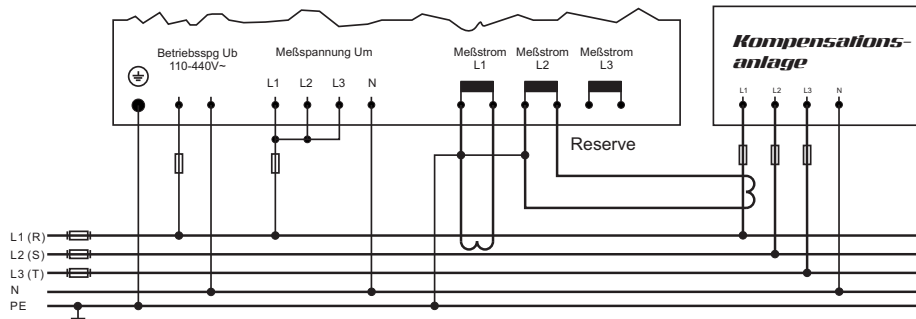 Betriebsspg Ub
110-440V~
Meßspannung Um
L1 L2 L3 N
Meßstrom
L1
Meßstrom
L2
Meßstrom
L3
Reserve
Kompensations-
anlage
L1 L2 L3 N
L1 (R)
L2 (S)
L3 (T)
N
PE